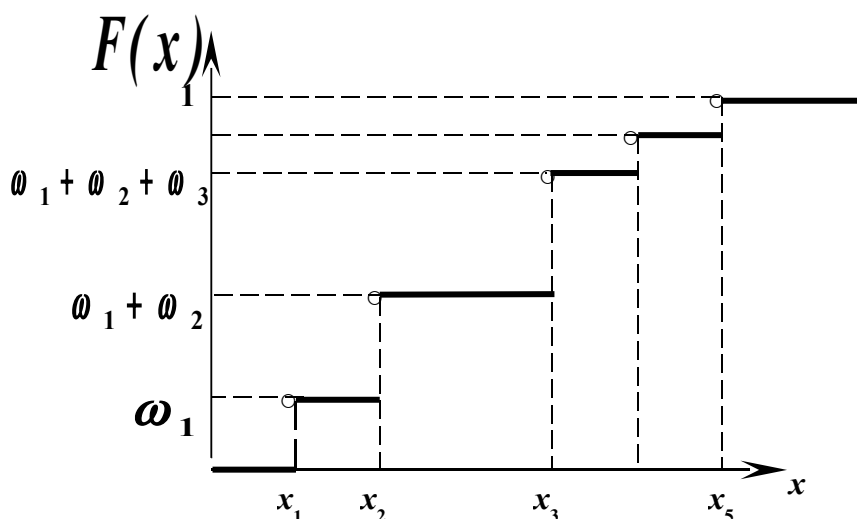 F(x)
1
ω₁ + ω₂ + ω₃
ω₁ + ω₂
ω₁
x₁ x₂ x₃ x₅ x